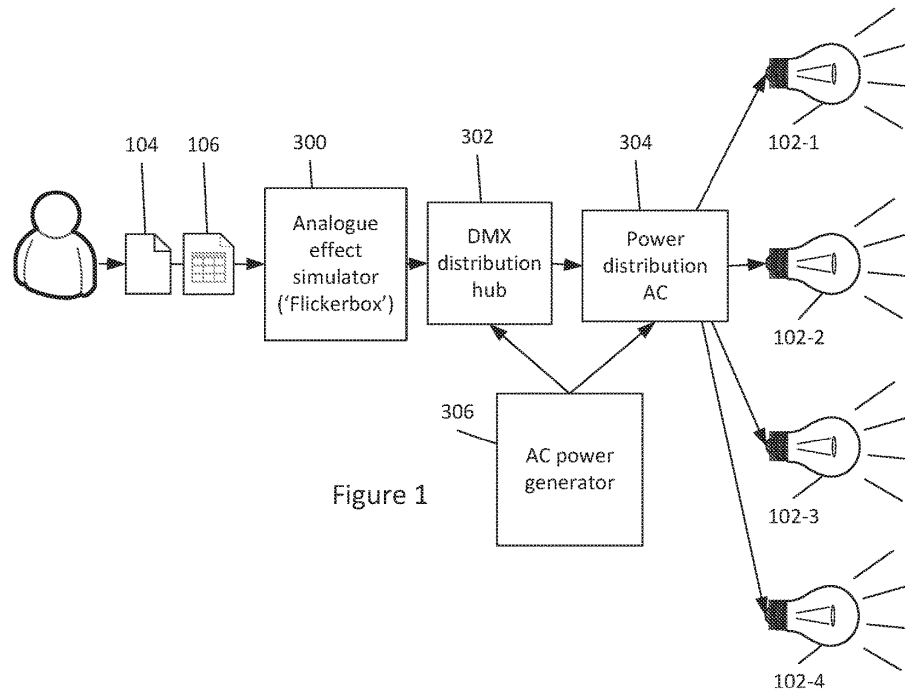 104
106
300
302
304
Analogue
effect
simulator
('Flickerbox')
DMX
distribution
hub
Power
distribution
AC
306
AC power
generator
102-1
102-2
102-3
102-4
Figure 1